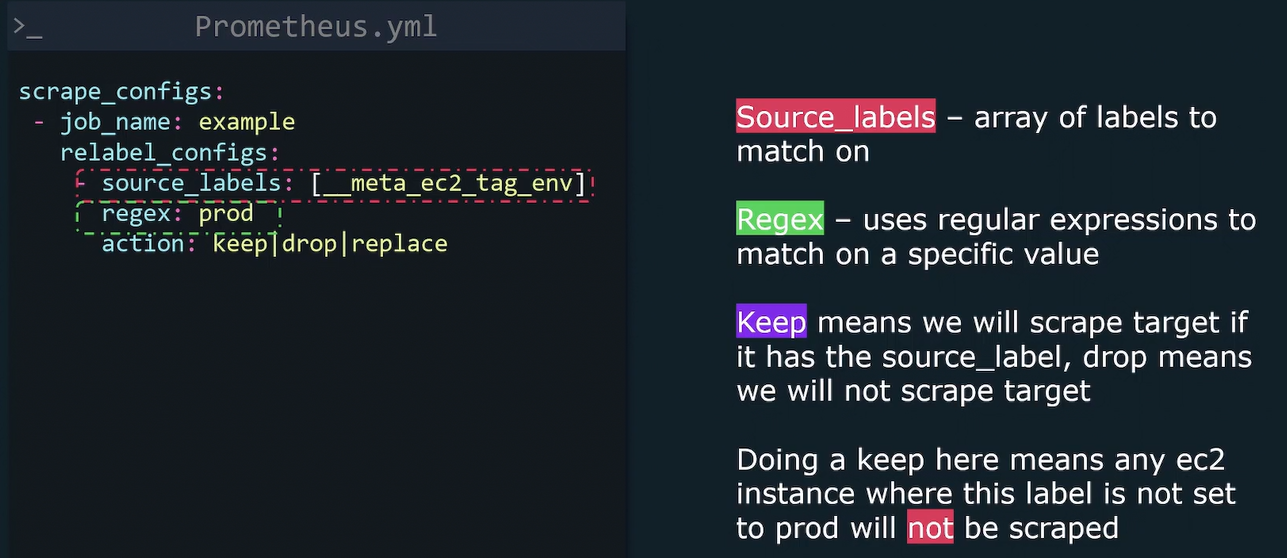 >_ Prometheus.yml
scrape_configs:
- job_name: example
relabel_configs:
- source_labels: [__meta_ec2_tag_env]
regex: prod
action: keep|drop|replace
Source_labels – array of labels to
match on
Regex – uses regular expressions to
match on a specific value
Keep means we will scrape target if
it has the source_label, drop means
we will not scrape target
Doing a keep here means any ec2
instance where this label is not set
to prod will not be scraped